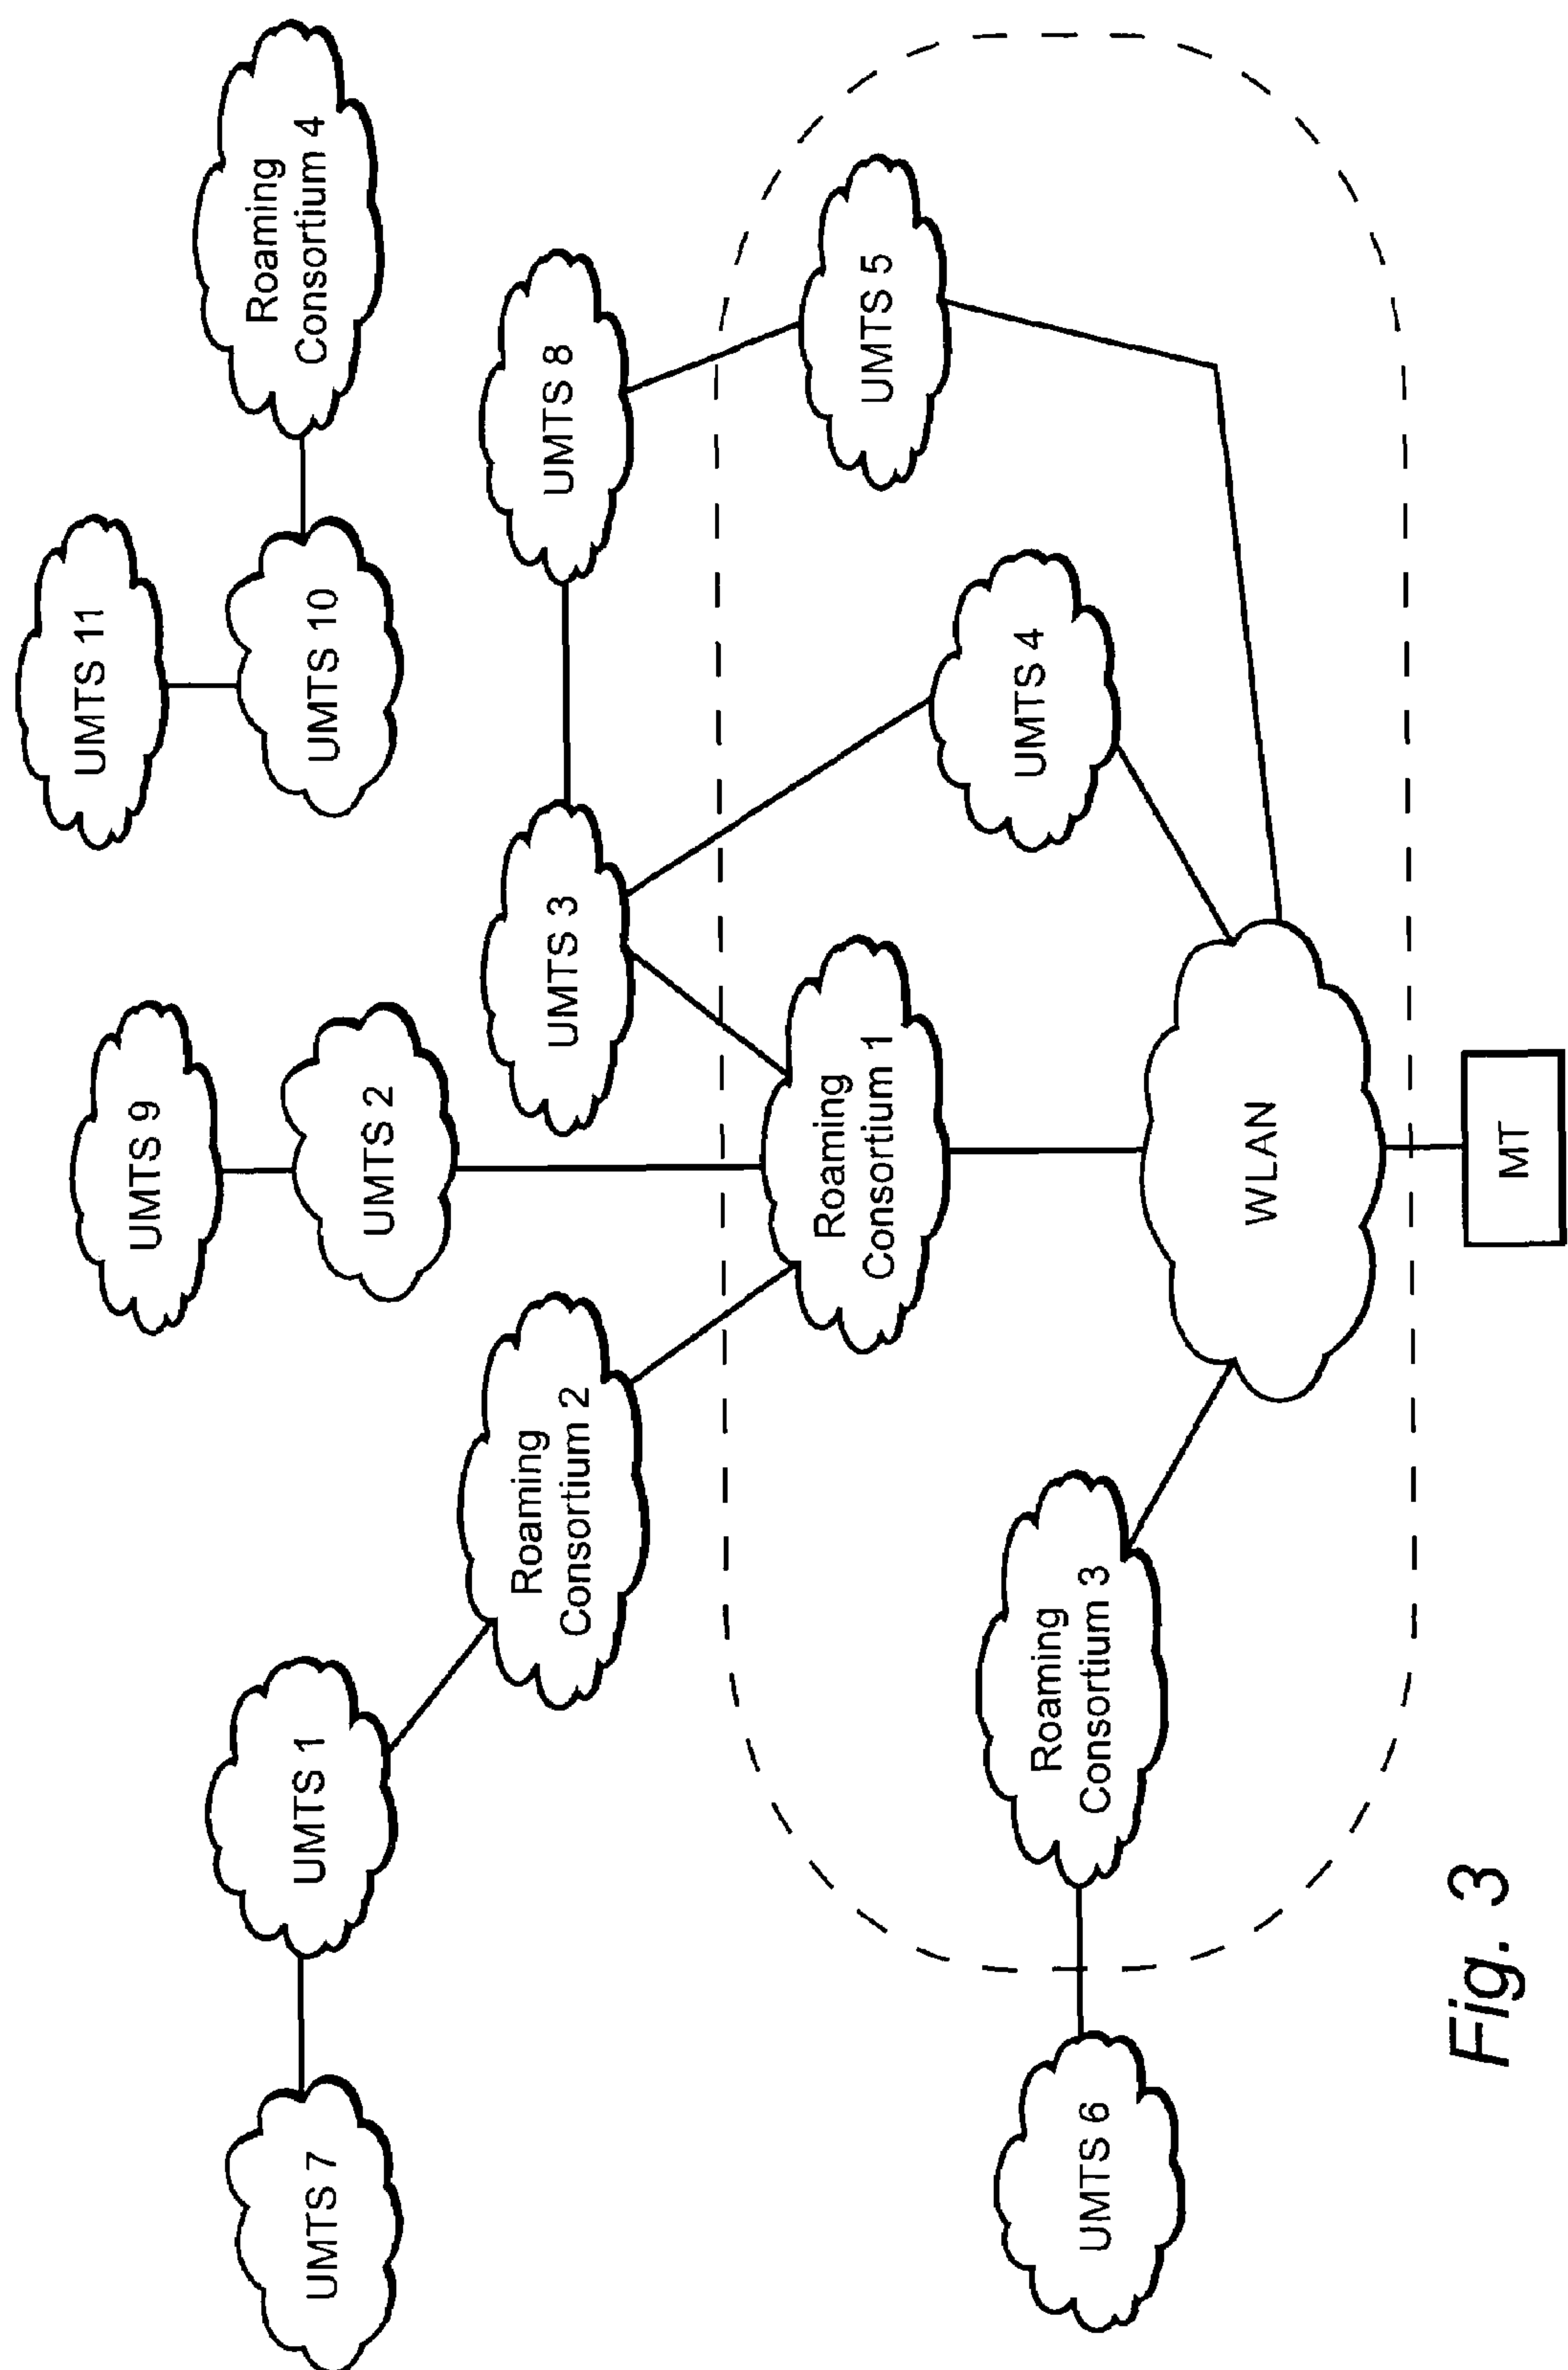 UMTS 11
Roaming
Consortium 4
UMTS 9
UMTS 10
UMTS 7
UMTS 1
UMTS 2
Roaming
Consortium 2
UMTS 3
UMTS 8
Roaming
Consortium 1
UMTS 5
UMTS 6
Roaming
Consortium 3
UMTS 4
WLAN
MT
Fig. 3